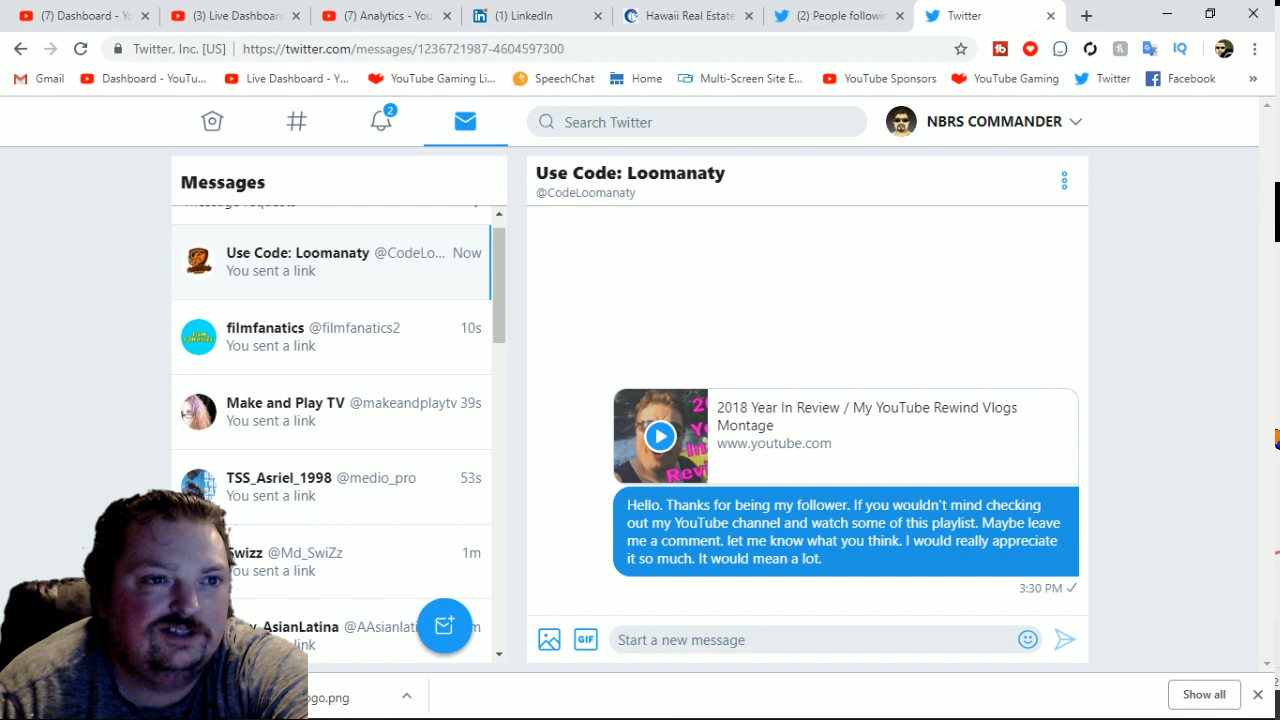 (7) Dashboard - Yo
(3) Live Dashboard
(7) Analytics - You
(1) LinkedIn
Hawaii Real Estate
(2) People followin
Twitter
Twitter, Inc. [US]
https://twitter.com/messages/1236721987-4604597300
Gmail
Dashboard - YouTu...
Live Dashboard - Y...
YouTube Gaming Li...
SpeechChat
Home
Multi-Screen Site E...
YouTube Sponsors
YouTube Gaming
Twitter
Facebook
»
2
Search Twitter
NBRS COMMANDER
Messages
Use Code: Loomanaty @CodeLo... Now
You sent a link
filmfanatics @filmfanatics2 10s
You sent a link
Make and Play TV @makeandplaytv 39s
You sent a link
TSS_Asriel_1998 @medio_pro 53s
You sent a link
Swizz @Md_SwiZz 1m
You sent a link
AsianLatina @AAsianlati
link
Use Code: Loomanaty
@CodeLoomanaty
2018 Year In Review / My YouTube Rewind Vlogs
Montage
www.youtube.com
Hello. Thanks for being my follower. If you wouldn't mind checking
out my YouTube channel and watch some of this playlist. Maybe leave
me a comment. let me know what you think. I would really appreciate
it so much. It would mean a lot.
3:30 PM
GIF
Start a new message
ogo.png
Show all